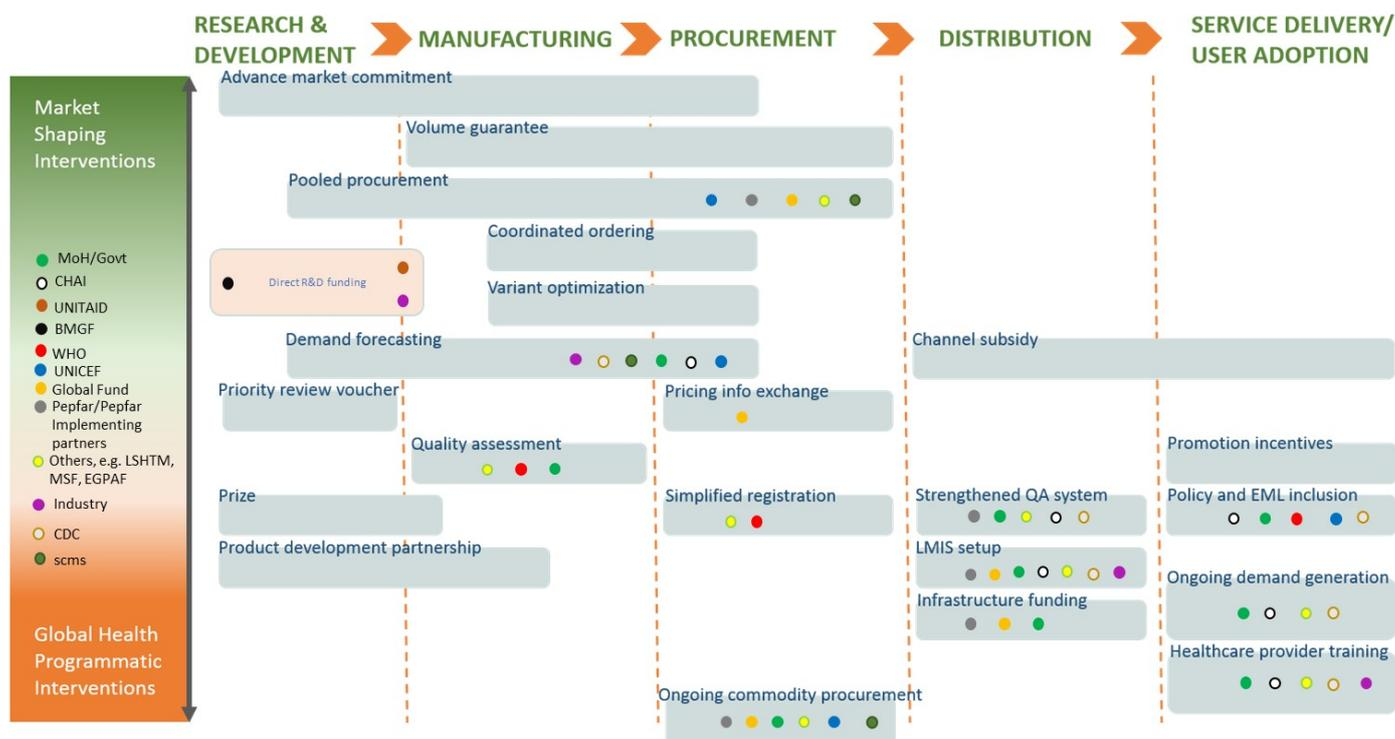 RESEARCH &
DEVELOPMENT
MANUFACTURING
PROCUREMENT
DISTRIBUTION
SERVICE DELIVERY/
USER ADOPTION
Market
Shaping
Interventions
MoH/Govt
CHAI
UNITAID
BMGF
WHO
UNICEF
Global Fund
Pepfar/Pepfar
Implementing
partners
Others, e.g. LSHTM,
MSF, EGPAF
Industry
CDC
scms
Global Health
Programmatic
Interventions
Advance market commitment
Volume guarantee
Pooled procurement
Coordinated ordering
Direct R&D funding
Variant optimization
Demand forecasting
Channel subsidy
Priority review voucher
Pricing info exchange
Quality assessment
Promotion incentives
Prize
Simplified registration
Strengthened QA system
Policy and EML inclusion
Product development partnership
LMIS setup
Ongoing demand generation
Infrastructure funding
Healthcare provider training
Ongoing commodity procurement